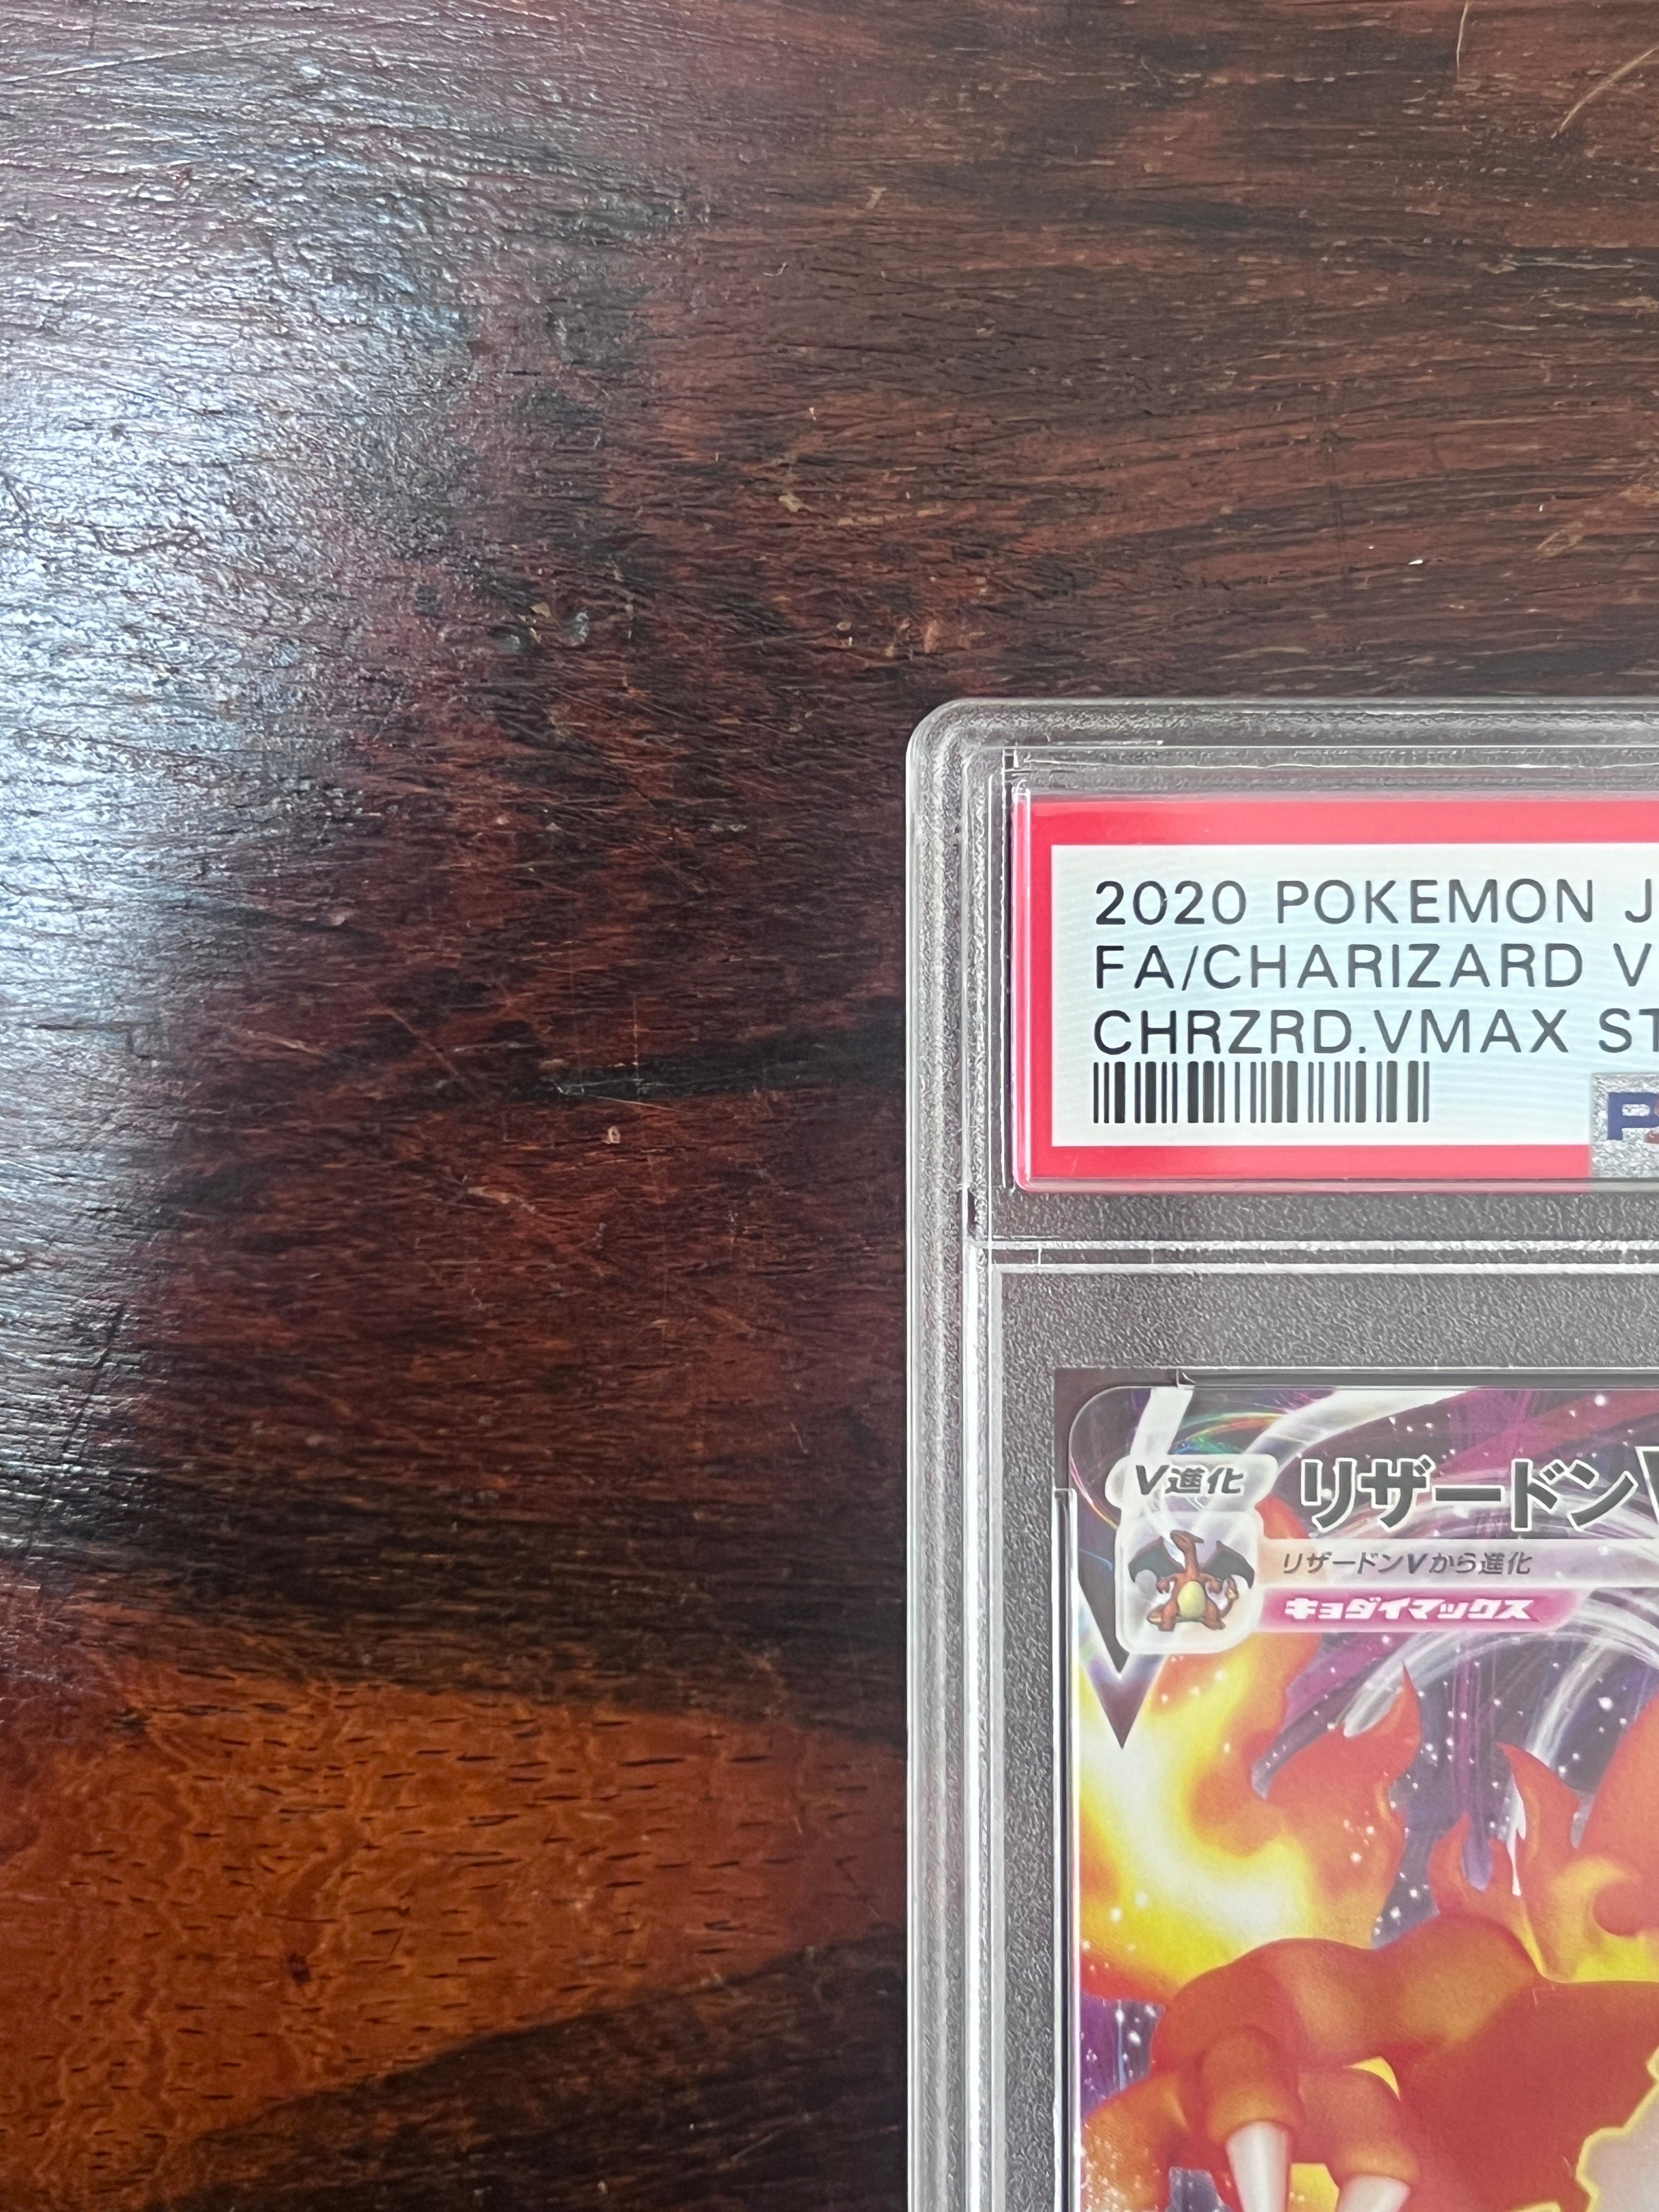 2020 POKEMON J
FA/CHARIZARD V
CHRZRD.VMAX ST
V進化
リザードンV
リザードンVから進化
キョダイマックス